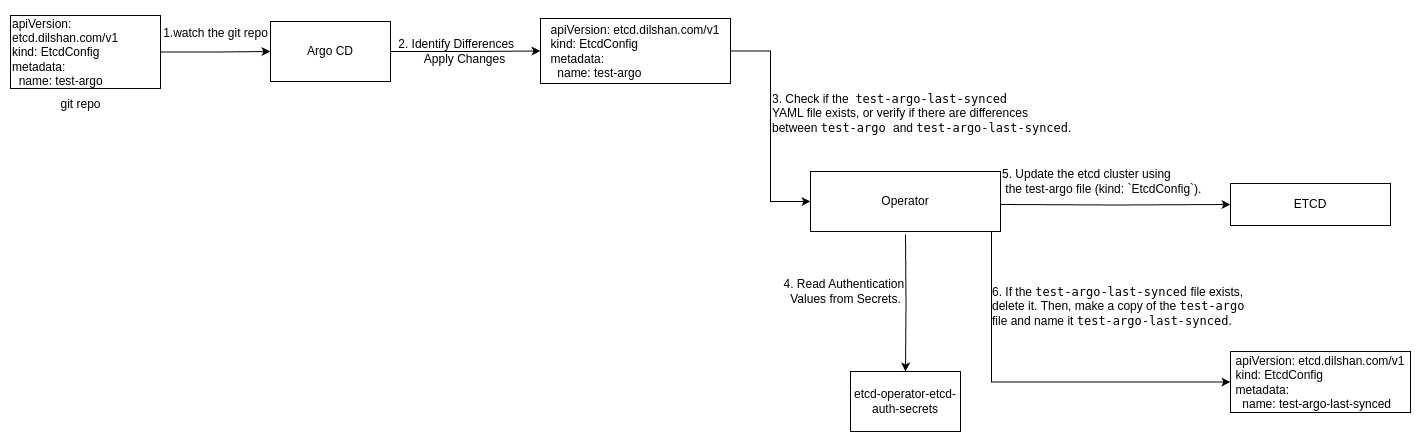 apiVersion:
etcd.dilshan.com/v1
kind: EtcdConfig
metadata:
  name: test-argo
git repo
1.watch the git repo
Argo CD
2. Identify Differences
Apply Changes
apiVersion: etcd.dilshan.com/v1
kind: EtcdConfig
metadata:
  name: test-argo
3. Check if the test-argo-last-synced
YAML file exists, or verify if there are differences
between test-argo and test-argo-last-synced.
Operator
5. Update the etcd cluster using
the test-argo file (kind: `EtcdConfig`).
ETCD
4. Read Authentication
Values from Secrets.
etcd-operator-etcd-
auth-secrets
6. If the test-argo-last-synced file exists,
delete it. Then, make a copy of the test-argo
file and name it test-argo-last-synced.
apiVersion: etcd.dilshan.com/v1
kind: EtcdConfig
metadata:
  name: test-argo-last-synced